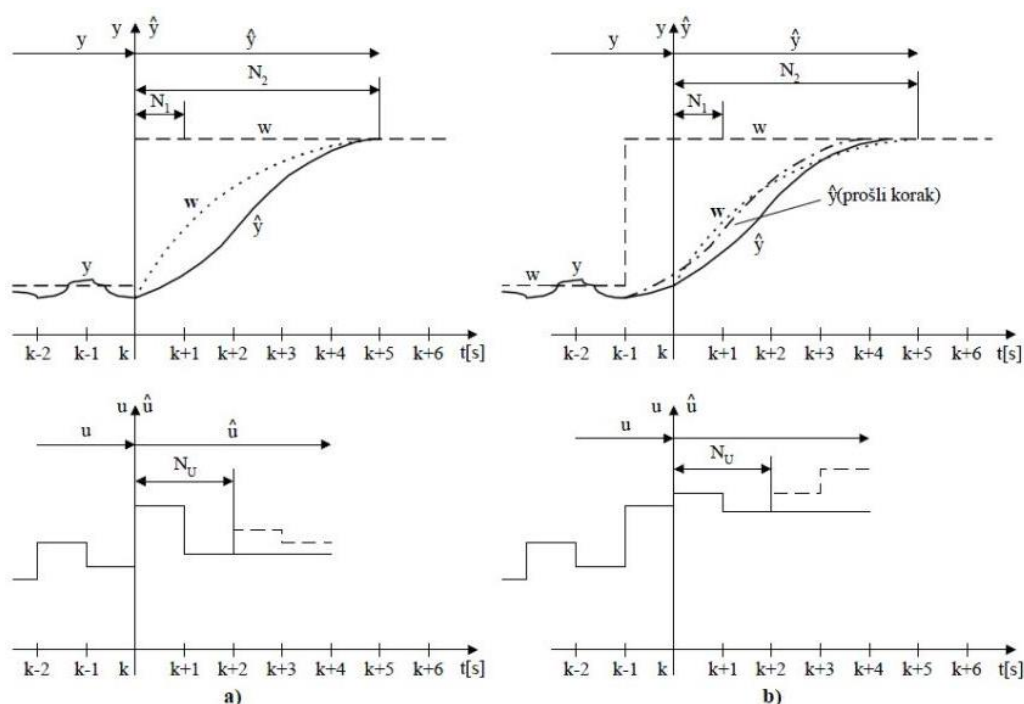 y ŷ
y ŷ
N₂
N₁
w
w
ŷ
y
k-2 k-1 k k+1 k+2 k+3 k+4 k+5 k+6 t[s]
u û
u û
N_U
k-2 k-1 k k+1 k+2 k+3 k+4 k+5 k+6 t[s]
a)
y ŷ
y ŷ
N₂
N₁
w
w
ŷ(prošli korak)
ŷ
w y
k-2 k-1 k k+1 k+2 k+3 k+4 k+5 k+6 t[s]
u û
u û
N_U
k-2 k-1 k k+1 k+2 k+3 k+4 k+5 k+6 t[s]
b)